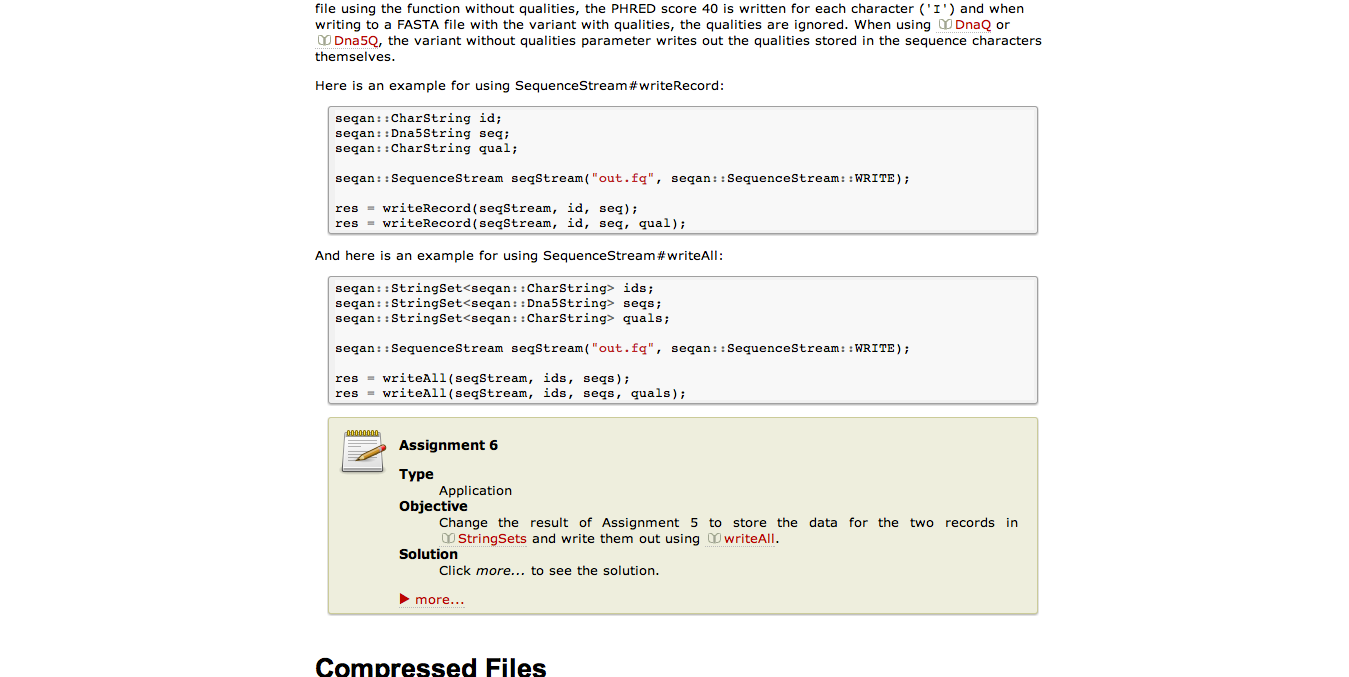 file using the function without qualities, the PHRED score 40 is written for each character ('I') and when
writing to a FASTA file with the variant with qualities, the qualities are ignored. When using DnaQ or
Dna5Q, the variant without qualities parameter writes out the qualities stored in the sequence characters
themselves.
Here is an example for using SequenceStream#writeRecord:
seqan::CharString id;
seqan::Dna5String seq;
seqan::CharString qual;
seqan::SequenceStream seqStream("out.fq", seqan::SequenceStream::WRITE);
res = writeRecord(seqStream, id, seq);
res = writeRecord(seqStream, id, seq, qual);
And here is an example for using SequenceStream#writeAll:
seqan::StringSet<seqan::CharString> ids;
seqan::StringSet<seqan::Dna5String> seqs;
seqan::StringSet<seqan::CharString> quals;
seqan::SequenceStream seqStream("out.fq", seqan::SequenceStream::WRITE);
res = writeAll(seqStream, ids, seqs);
res = writeAll(seqStream, ids, seqs, quals);
Assignment 6
Type
Application
Objective
Change the result of Assignment 5 to store the data for the two records in
StringSets and write them out using writeAll.
Solution
Click more... to see the solution.
more...
Compressed Files